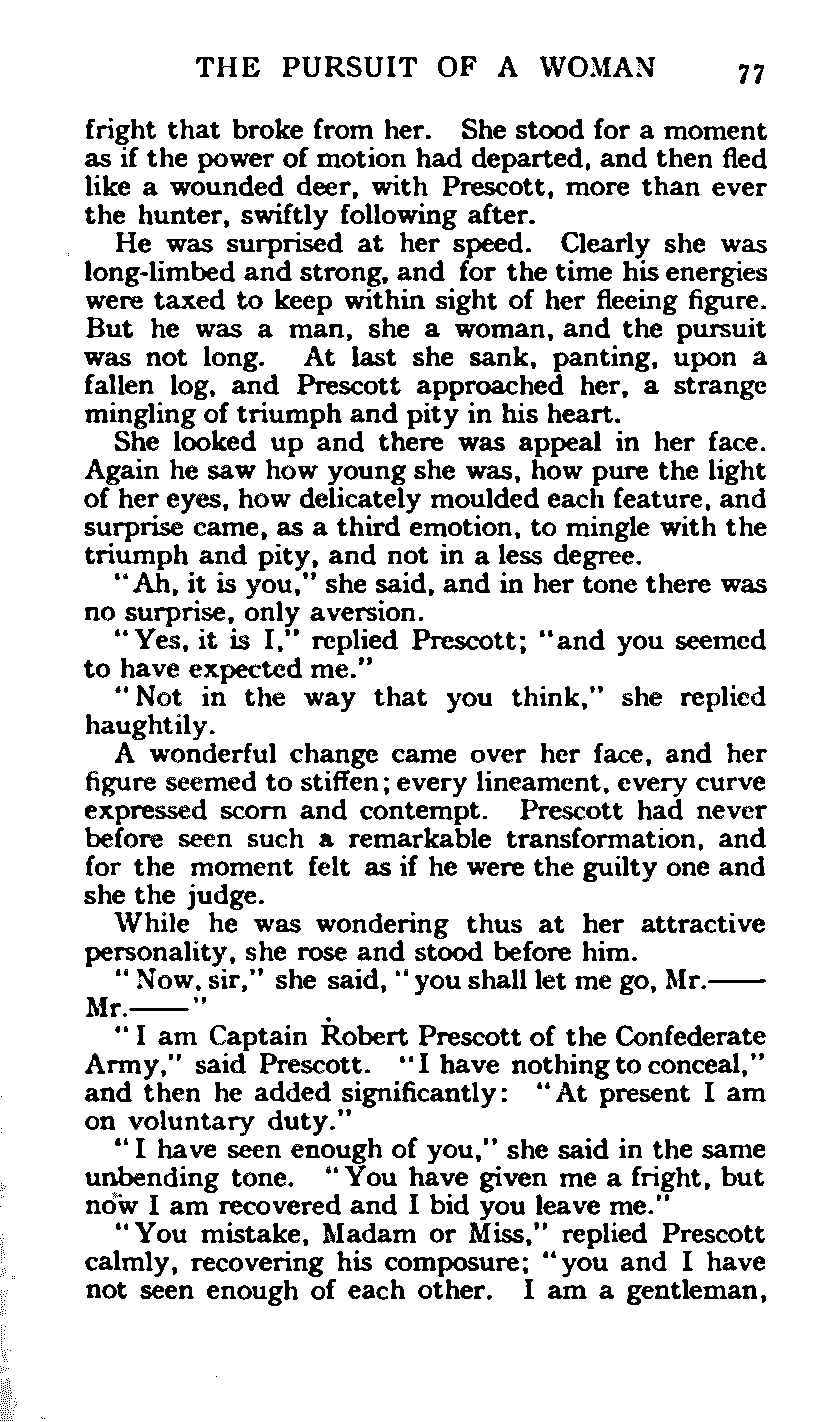 THE PURSUIT OF A WOMAN 77
fright that broke from her. She stood for a moment
as if the power of motion had departed, and then fled
like a wounded deer, with Prescott, more than ever
the hunter, swiftly following after.
He was surprised at her speed. Clearly she was
long-limbed and strong, and for the time his energies
were taxed to keep within sight of her fleeing figure.
But he was a man, she a woman, and the pursuit
was not long. At last she sank, panting, upon a
fallen log, and Prescott approached her, a strange
mingling of triumph and pity in his heart.
She looked up and there was appeal in her face.
Again he saw how young she was, how pure the light
of her eyes, how delicately moulded each feature, and
surprise came, as a third emotion, to mingle with the
triumph and pity, and not in a less degree.
"Ah, it is you," she said, and in her tone there was
no surprise, only aversion.
"Yes, it is I," replied Prescott; "and you seemed
to have expected me."
"Not in the way that you think," she replied
haughtily.
A wonderful change came over her face, and her
figure seemed to stiffen; every lineament, every curve
expressed scorn and contempt. Prescott had never
before seen such a remarkable transformation, and
for the moment felt as if he were the guilty one and
she the judge.
While he was wondering thus at her attractive
personality, she rose and stood before him.
"Now, sir," she said, "you shall let me go, Mr.——
Mr.——"
"I am Captain Robert Prescott of the Confederate
Army," said Prescott. "I have nothing to conceal,"
and then he added significantly: "At present I am
on voluntary duty."
"I have seen enough of you," she said in the same
unbending tone. "You have given me a fright, but
now I am recovered and I bid you leave me."
"You mistake, Madam or Miss," replied Prescott
calmly, recovering his composure; "you and I have
not seen enough of each other. I am a gentleman,